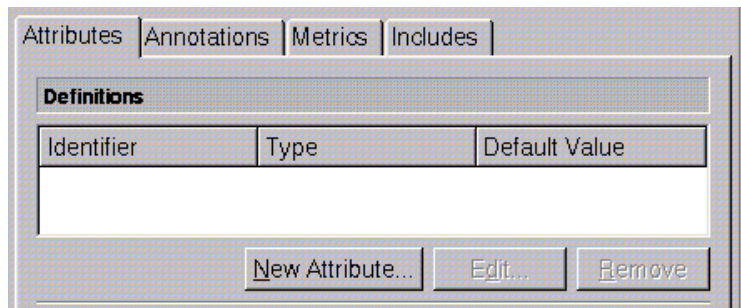 Attributes Annotations Metrics Includes
Definitions
Identifier Type Default Value
New Attribute... Edit... Remove